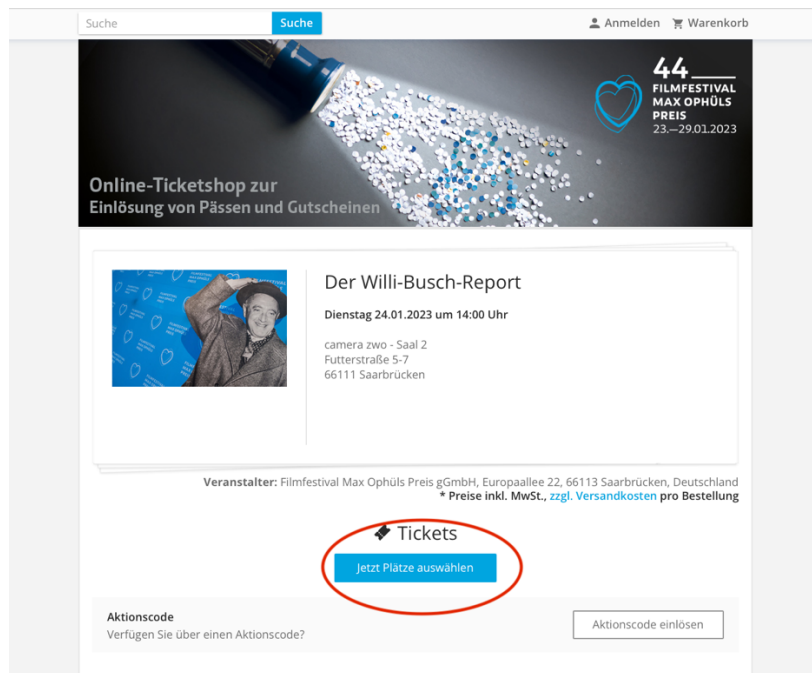 Suche
Suche
Anmelden
Warenkorb
44
FILMFESTIVAL
MAX OPHÜLS
PREIS
23.—29.01.2023
Online-Ticketshop zur
Einlösung von Pässen und Gutscheinen
Der Willi-Busch-Report
Dienstag 24.01.2023 um 14:00 Uhr
camera zwo - Saal 2
Futterstraße 5-7
66111 Saarbrücken
Veranstalter: Filmfestival Max Ophüls Preis gGmbH, Europaallee 22, 66113 Saarbrücken, Deutschland
* Preise inkl. MwSt., zzgl. Versandkosten pro Bestellung
Tickets
Jetzt Plätze auswählen
Aktionscode
Verfügen Sie über einen Aktionscode?
Aktionscode einlösen